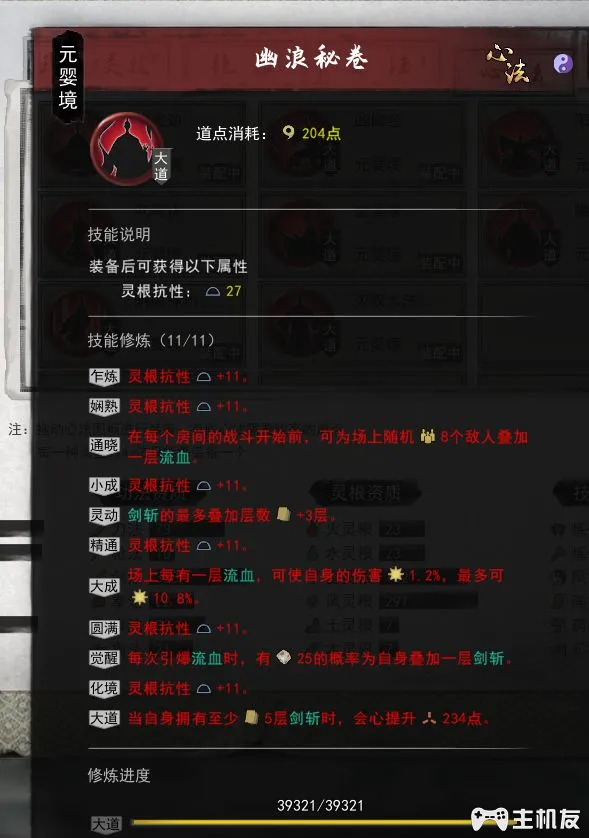 元婴境
幽浪秘卷
心法
道点消耗： 204点
大道
技能说明
装备后可获得以下属性
灵根抗性： 27
技能修炼（11/11）
乍炼 灵根抗性 +11。
娴熟 灵根抗性 +11。
通晓 在每个房间的战斗开始前，可为场上随机 8个敌人叠加
一层流血。
小成 灵根抗性 +11。
灵动 剑斩的最多叠加层数 +3层。
精通 灵根抗性 +11。
大成 场上每有一层流血，可使自身的伤害 1.2%，最多可
10.8%。
圆满 灵根抗性 +11。
觉醒 每次引爆流血时，有 25的概率为自身叠加一层剑斩。
化境 灵根抗性 +11。
大道 当自身拥有至少 5层剑斩时，会心提升 234点。
修炼进度
39321/39321
大道
主机友
注：
灵根资质